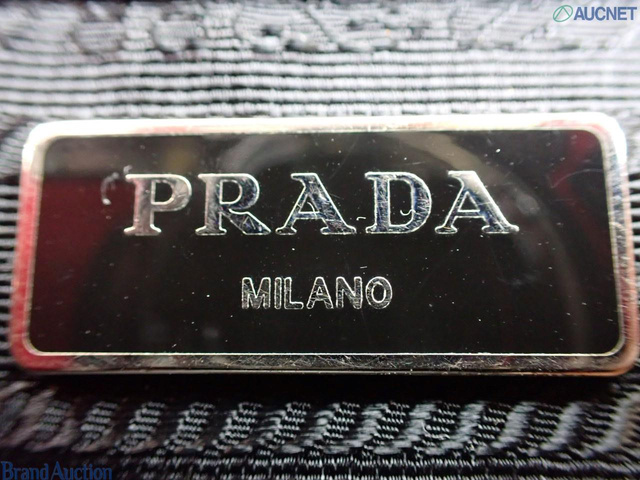 AUCNET
PRADA
MILANO
Brand Auction